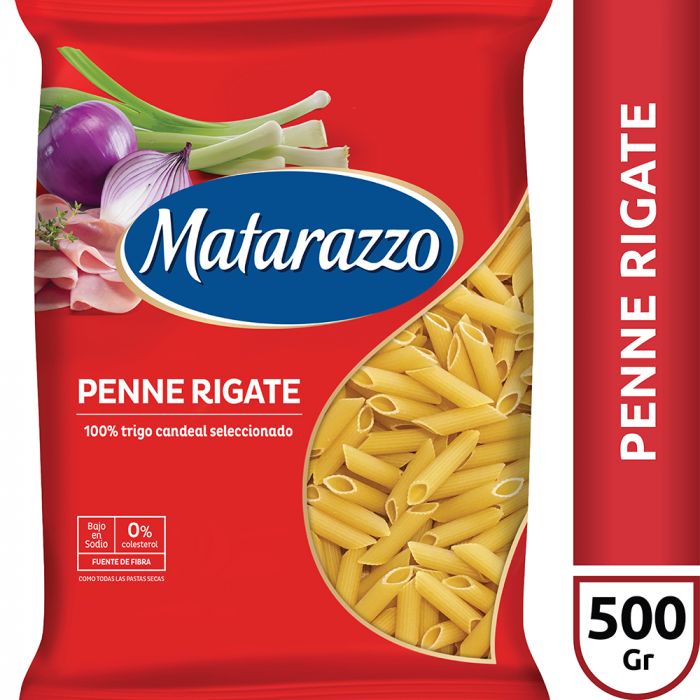 Matarazzo
PENNE RIGATE
100% trigo candeal seleccionado
Bajo
en
Sodio
0%
colesterol
FUENTE DE FIBRA
COMO TODAS LAS PASTAS SECAS
PENNE RIGATE
500
Gr